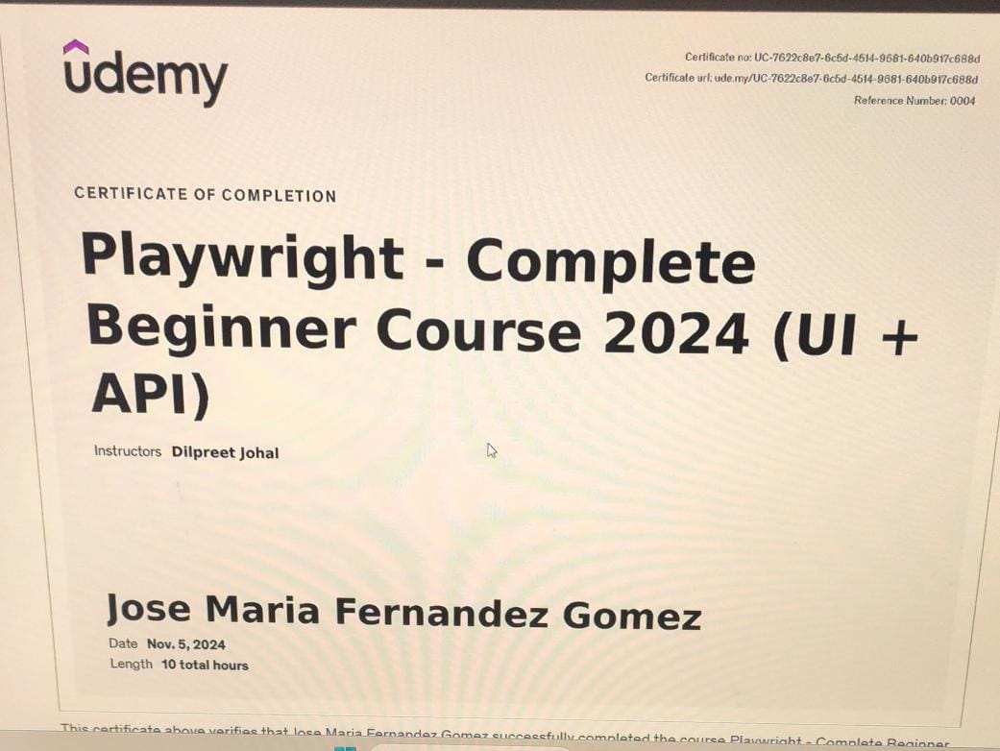 udemy
Certificate no: UC-7622c8e7-6c5d-4514-9681-640b917c688d
Certificate url: ude.my/UC-7622c8e7-6c5d-4514-9681-640b917c688d
Reference Number: 0004
CERTIFICATE OF COMPLETION
Playwright - Complete
Beginner Course 2024 (UI +
API)
Instructors Dilpreet Johal
Jose Maria Fernandez Gomez
Date Nov. 5, 2024
Length 10 total hours
This certificate above verifies that Jose Maria Fernandez Gomez successfully completed the course Playwright - Complete Beginner